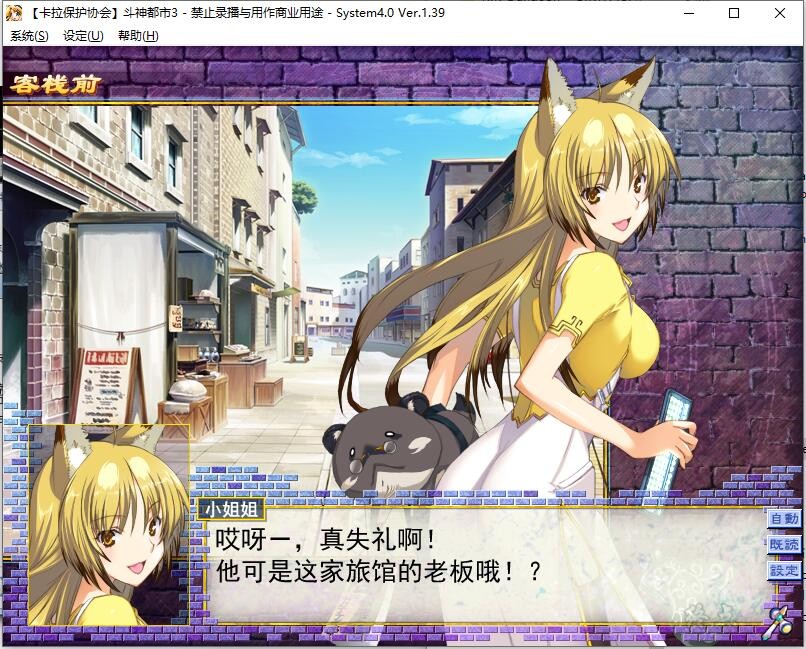 【卡拉保护协会】斗神都市3 - 禁止录播与用作商业用途 - System4.0 Ver.1.39
系统(S) 设定(U) 帮助(H)
客栈前
小姐姐
哎呀ー，真失礼啊！
他可是这家旅馆的老板哦！？
自動
既読
設定